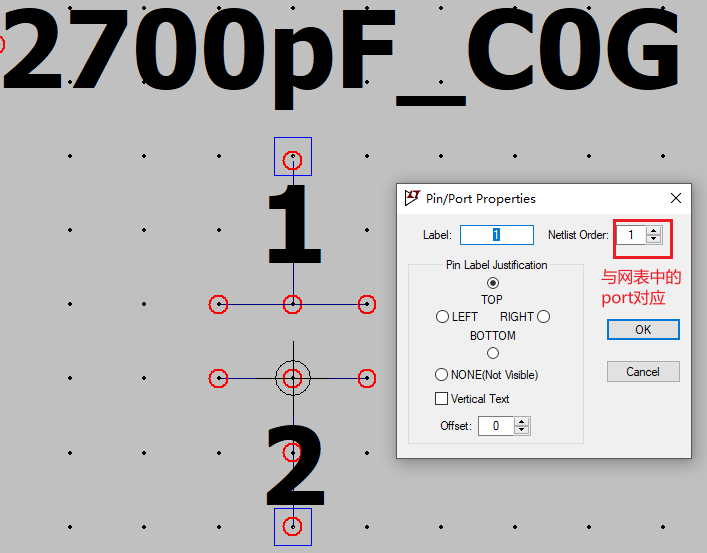 2700pF_C0G
1
2
Pin/Port Properties
Label: 1 Netlist Order: 1
Pin Label Justification
TOP
LEFT RIGHT
BOTTOM
NONE(Not Visible)
Vertical Text
Offset: 0
与网表中的
port对应
OK
Cancel